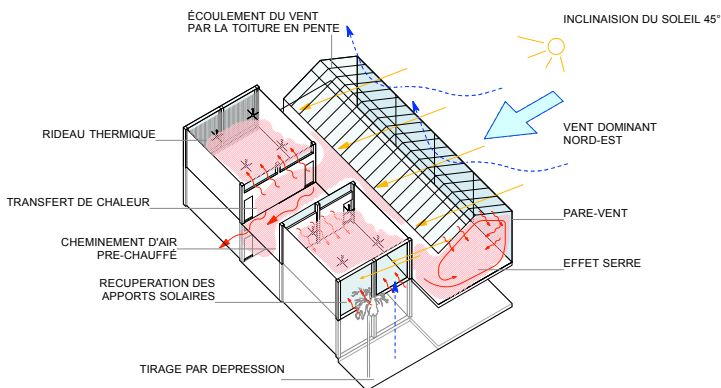 ÉCOULEMENT DU VENT
PAR LA TOITURE EN PENTE
INCLINAISION DU SOLEIL 45°
RIDEAU THERMIQUE
VENT DOMINANT
NORD-EST
TRANSFERT DE CHALEUR
PARE-VENT
CHEMINEMENT D'AIR
PRE-CHAUFFÉ
EFFET SERRE
RECUPERATION DES
APPORTS SOLAIRES
TIRAGE PAR DEPRESSION